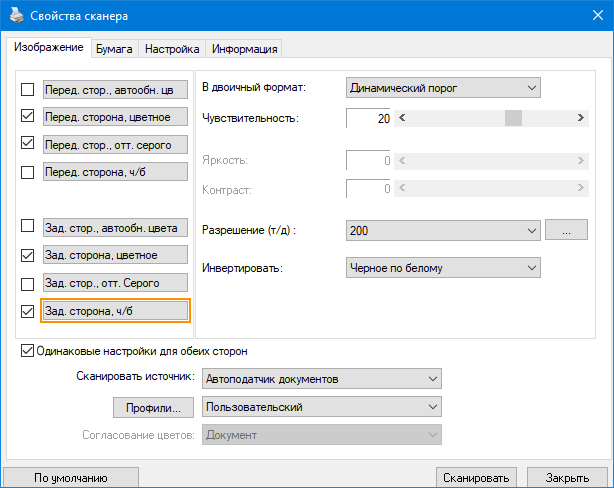 Свойства сканера
Изображение Бумага Настройка Информация
Перед. стор., автообн. цв
Перед. сторона, цветное
Перед. стор., отт. серого
Перед. сторона, ч/б
Зад. стор., автообн. цвета
Зад. сторона, цветное
Зад. стор., отт. Серого
Зад. сторона, ч/б
В двоичный формат: Динамический порог
Чувствительность: 20
Яркость: 0
Контраст: 0
Разрешение (т/д) : 200 ...
Инвертировать: Черное по белому
Одинаковые настройки для обеих сторон
Сканировать источник: Автоподатчик документов
Профили... Пользовательский
Согласование цветов: Документ
По умолчанию Сканировать Закрыть